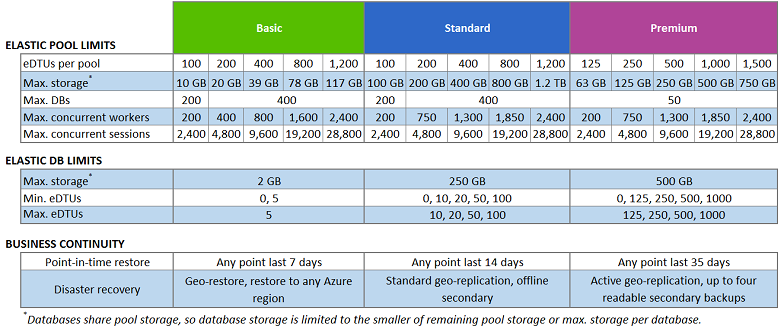 Basic Standard Premium
ELASTIC POOL LIMITS
eDTUs per pool 100 200 400 800 1,200 100 200 400 800 1,200 125 250 500 1,000 1,500
Max. storage* 10 GB 20 GB 39 GB 78 GB 117 GB 100 GB 200 GB 400 GB 800 GB 1.2 TB 63 GB 125 GB 250 GB 500 GB 750 GB
Max. DBs 200 400 200 400 50
Max. concurrent workers 200 400 800 1,600 2,400 200 750 1,300 1,850 2,400 200 750 1,300 1,850 2,400
Max. concurrent sessions 2,400 4,800 9,600 19,200 28,800 2,400 4,800 9,600 19,200 28,800 2,400 4,800 9,600 19,200 28,800
ELASTIC DB LIMITS
Max. storage* 2 GB 250 GB 500 GB
Min. eDTUs 0, 5 0, 10, 20, 50, 100 0, 125, 250, 500, 1000
Max. eDTUs 5 10, 20, 50, 100 125, 250, 500, 1000
BUSINESS CONTINUITY
Point-in-time restore Any point last 7 days Any point last 14 days Any point last 35 days
Disaster recovery Geo-restore, restore to any Azure region Standard geo-replication, offline secondary Active geo-replication, up to four readable secondary backups
*Databases share pool storage, so database storage is limited to the smaller of remaining pool storage or max. storage per database.